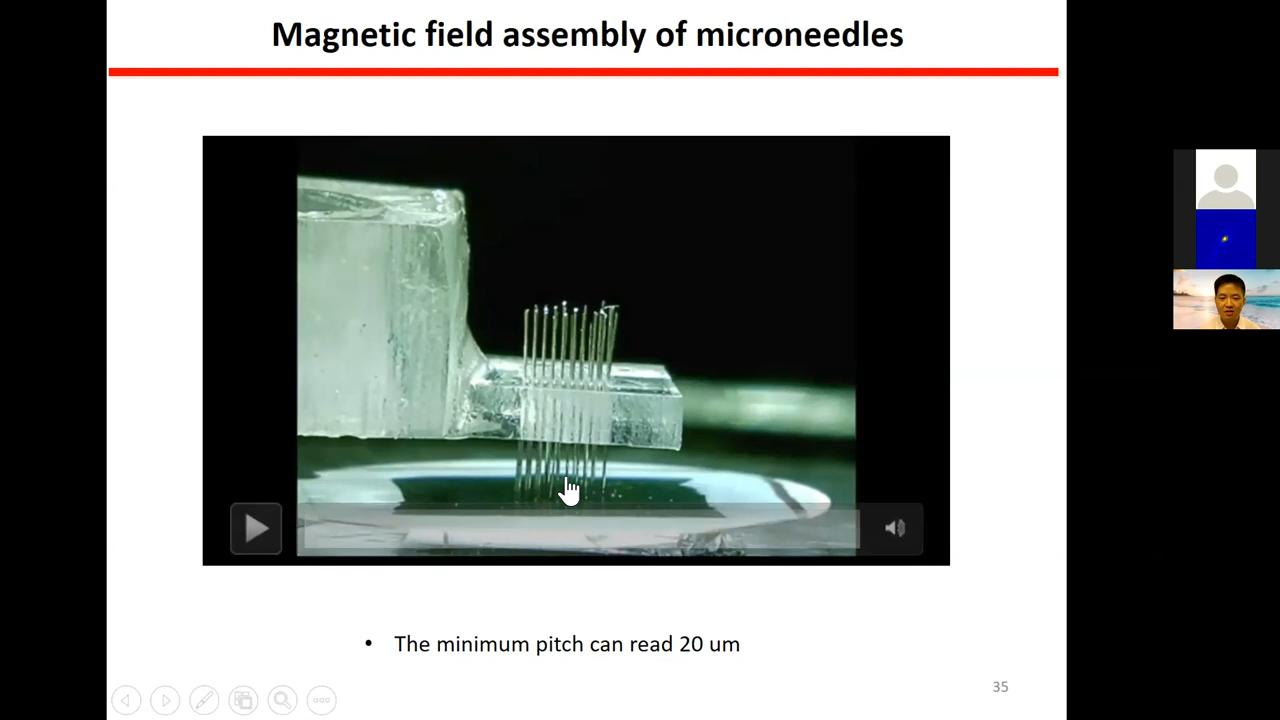 Magnetic field assembly of microneedles
• The minimum pitch can read 20 um
35